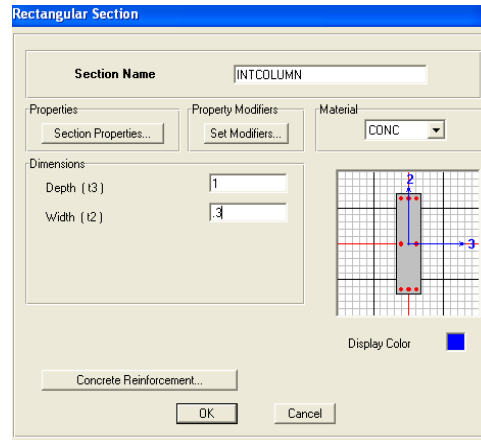 Rectangular Section
Section Name INTCOLUMN
Properties Property Modifiers Material
Section Properties... Set Modifiers... CONC
Dimensions
Depth (t3) 1
Width (t2) .3
2
3
Display Color
Concrete Reinforcement...
OK Cancel